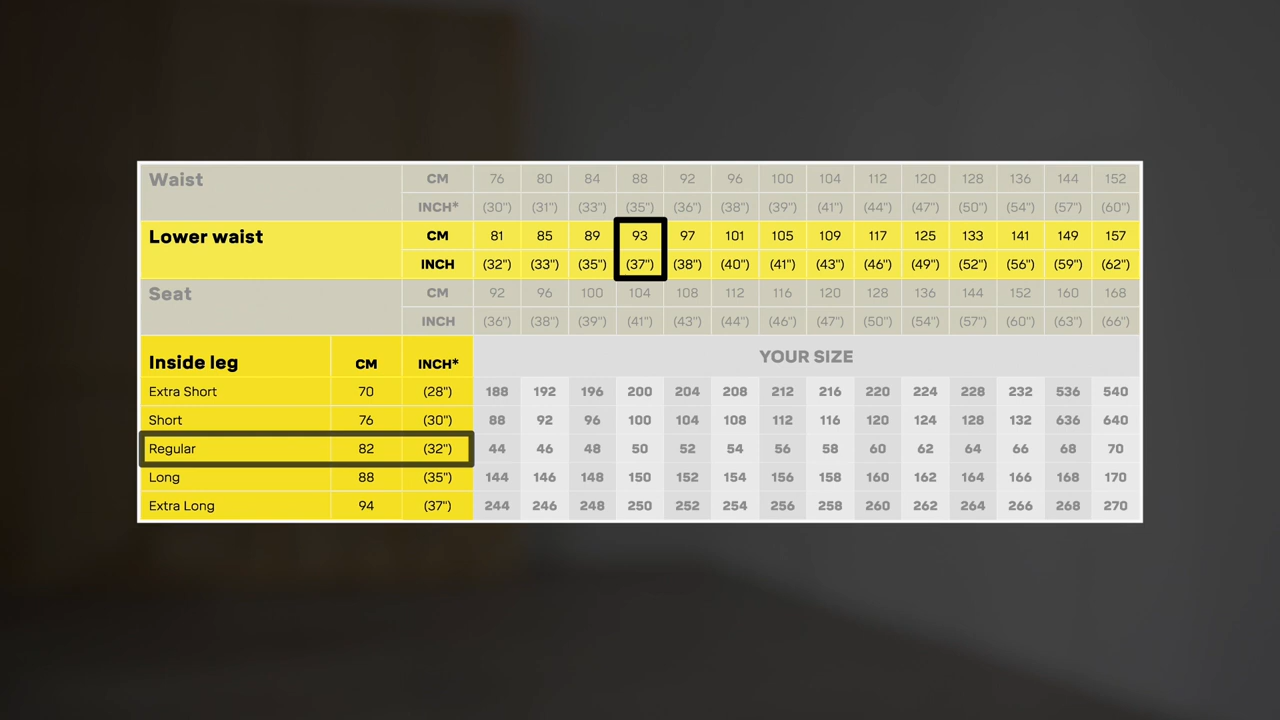 Waist CM 76 80 84 88 92 96 100 104 112 120 128 136 144 152
INCH* (30") (31") (33") (35") (36") (38") (39") (41") (44") (47") (50") (54") (57") (60")
Lower waist CM 81 85 89 93 97 101 105 109 117 125 133 141 149 157
INCH (32") (33") (35") (37") (38") (40") (41") (43") (46") (49") (52") (56") (59") (62")
Seat CM 92 96 100 104 108 112 116 120 128 136 144 152 160 168
INCH (36") (38") (39") (41") (43") (44") (46") (47") (50") (54") (57") (60") (63") (66")
Inside leg CM INCH* YOUR SIZE
Extra Short 70 (28") 188 192 196 200 204 208 212 216 220 224 228 232 536 540
Short 76 (30") 88 92 96 100 104 108 112 116 120 124 128 132 636 640
Regular 82 (32") 44 46 48 50 52 54 56 58 60 62 64 66 68 70
Long 88 (35") 144 146 148 150 152 154 156 158 160 162 164 166 168 170
Extra Long 94 (37") 244 246 248 250 252 254 256 258 260 262 264 266 268 270